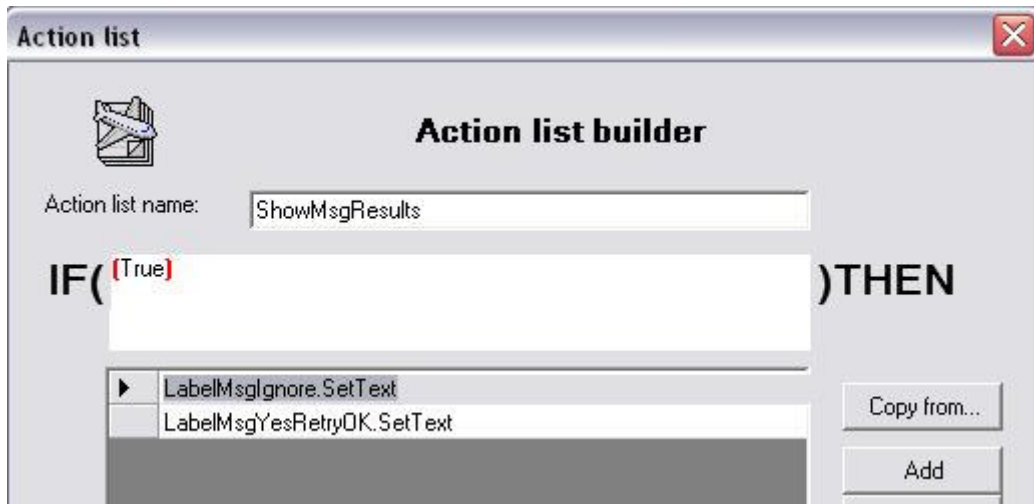 Action list
Action list builder
Action list name:
ShowMsgResults
IF( (True) )THEN
LabelMsgIgnore.SetText
LabelMsgYesRetryOK.SetText
Copy from...
Add